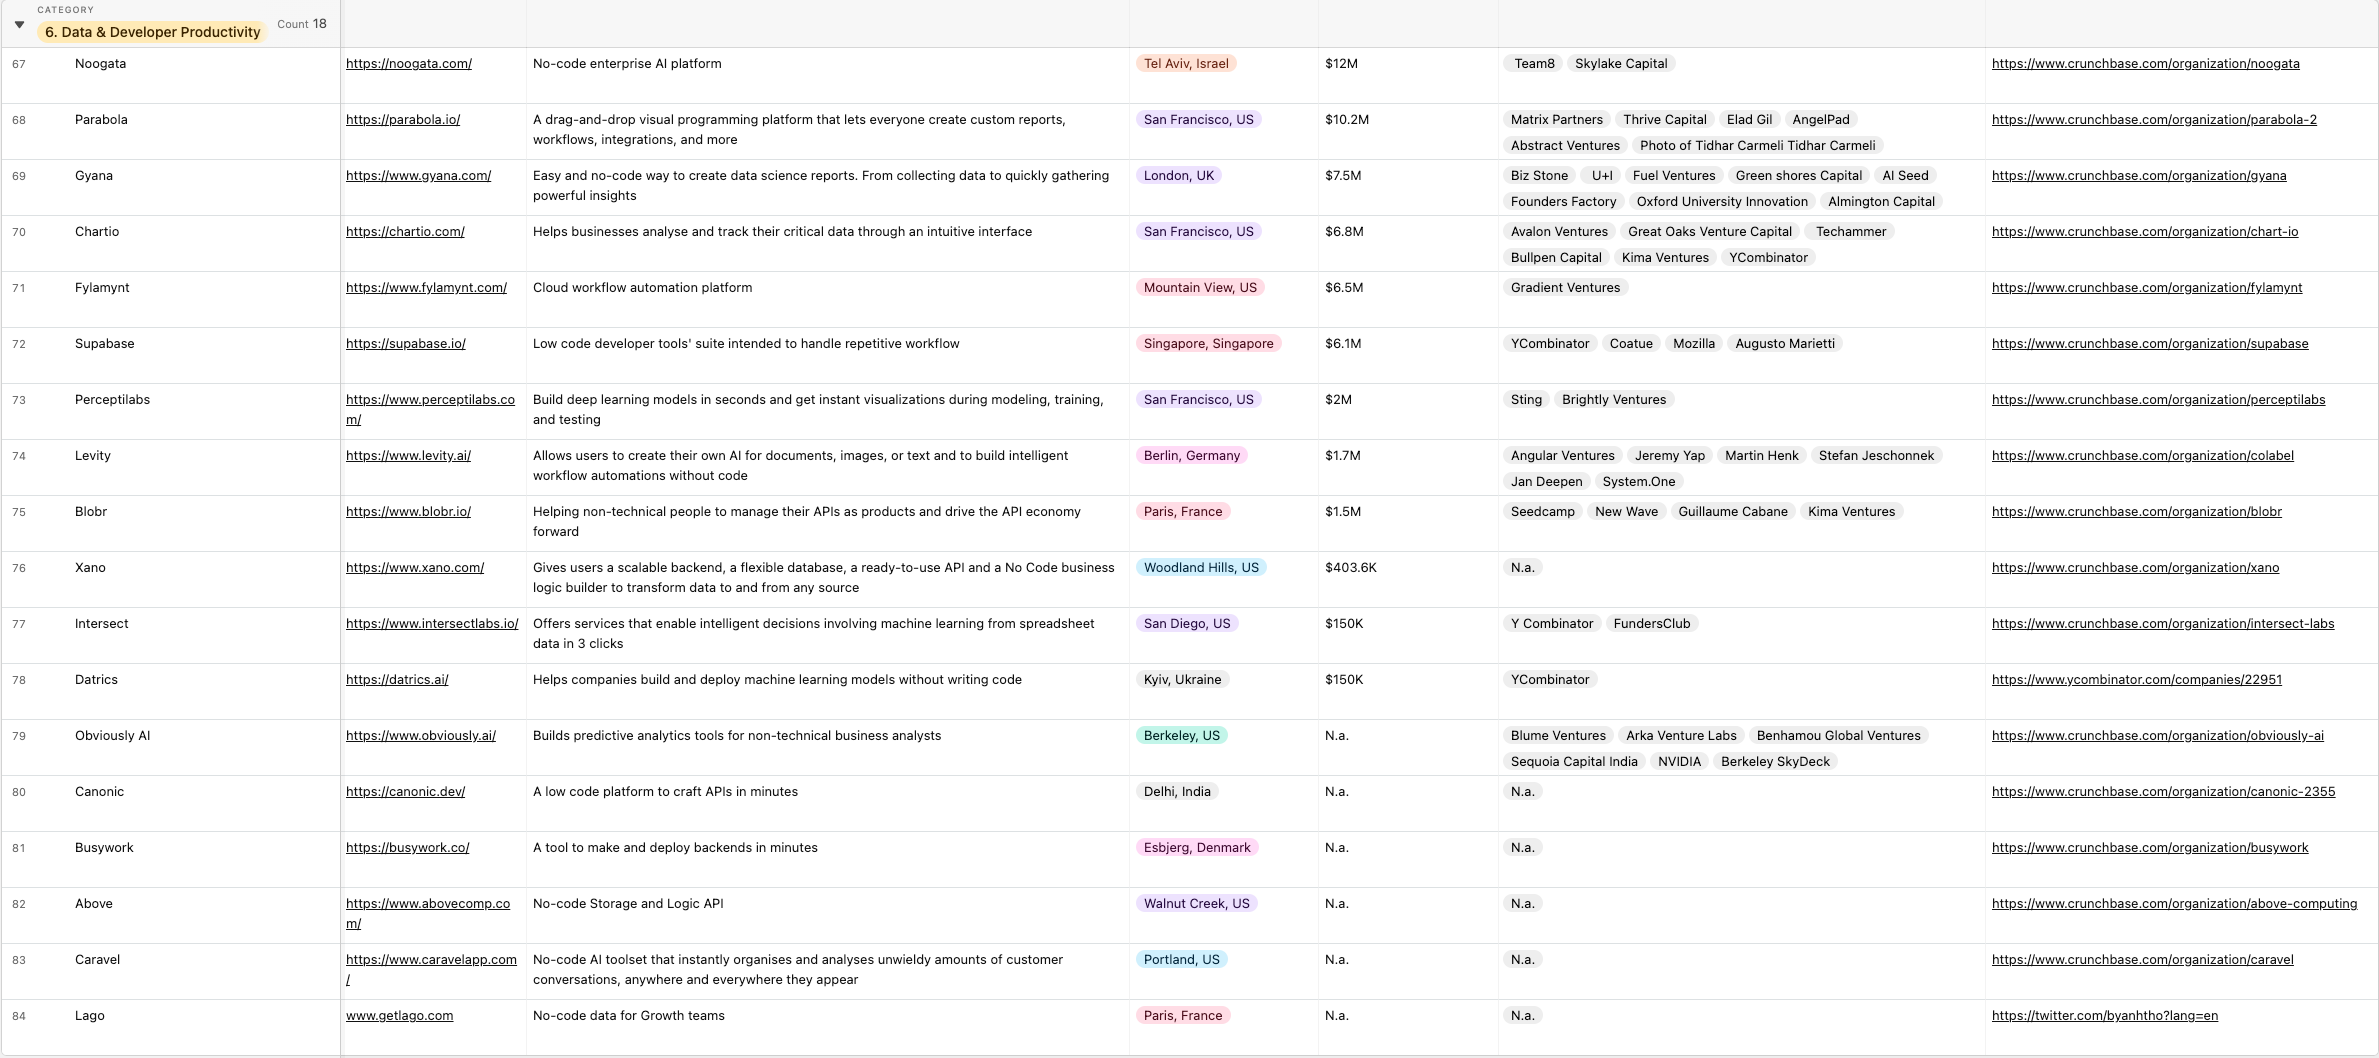 CATEGORY
6. Data & Developer Productivity Count 18
67 Noogata https://noogata.com/ No-code enterprise AI platform Tel Aviv, Israel $12M Team8 Skylake Capital https://www.crunchbase.com/organization/noogata
68 Parabola https://parabola.io/ A drag-and-drop visual programming platform that lets everyone create custom reports, San Francisco, US $10.2M Matrix Partners Thrive Capital Elad Gil AngelPad https://www.crunchbase.com/organization/parabola-2
workflows, integrations, and more Abstract Ventures Photo of Tidhar Carmeli Tidhar Carmeli
69 Gyana https://www.gyana.com/ Easy and no-code way to create data science reports. From collecting data to quickly gathering London, UK $7.5M Biz Stone U+I Fuel Ventures Green shores Capital AI Seed https://www.crunchbase.com/organization/gyana
powerful insights Founders Factory Oxford University Innovation Almington Capital
70 Chartio https://chartio.com/ Helps businesses analyse and track their critical data through an intuitive interface San Francisco, US $6.8M Avalon Ventures Great Oaks Venture Capital Techammer https://www.crunchbase.com/organization/chart-io
Bullpen Capital Kima Ventures YCombinator
71 Fylamynt https://www.fylamynt.com/ Cloud workflow automation platform Mountain View, US $6.5M Gradient Ventures https://www.crunchbase.com/organization/fylamynt
72 Supabase https://supabase.io/ Low code developer tools' suite intended to handle repetitive workflow Singapore, Singapore $6.1M YCombinator Coatue Mozilla Augusto Marietti https://www.crunchbase.com/organization/supabase
73 Perceptilabs https://www.perceptilabs.co Build deep learning models in seconds and get instant visualizations during modeling, training, San Francisco, US $2M Sting Brightly Ventures https://www.crunchbase.com/organization/perceptilabs
m/ and testing
74 Levity https://www.levity.ai/ Allows users to create their own AI for documents, images, or text and to build intelligent Berlin, Germany $1.7M Angular Ventures Jeremy Yap Martin Henk Stefan Jeschonnek https://www.crunchbase.com/organization/colabel
workflow automations without code Jan Deepen System.One
75 Blobr https://www.blobr.io/ Helping non-technical people to manage their APIs as products and drive the API economy Paris, France $1.5M Seedcamp New Wave Guillaume Cabane Kima Ventures https://www.crunchbase.com/organization/blobr
forward
76 Xano https://www.xano.com/ Gives users a scalable backend, a flexible database, a ready-to-use API and a No Code business Woodland Hills, US $403.6K N.a. https://www.crunchbase.com/organization/xano
logic builder to transform data to and from any source
77 Intersect https://www.intersectlabs.io/ Offers services that enable intelligent decisions involving machine learning from spreadsheet San Diego, US $150K Y Combinator FundersClub https://www.crunchbase.com/organization/intersect-labs
data in 3 clicks
78 Datrics https://datrics.ai/ Helps companies build and deploy machine learning models without writing code Kyiv, Ukraine $150K YCombinator https://www.ycombinator.com/companies/22951
79 Obviously AI https://www.obviously.ai/ Builds predictive analytics tools for non-technical business analysts Berkeley, US N.a. Blume Ventures Arka Venture Labs Benhamou Global Ventures https://www.crunchbase.com/organization/obviously-ai
Sequoia Capital India NVIDIA Berkeley SkyDeck
80 Canonic https://canonic.dev/ A low code platform to craft APIs in minutes Delhi, India N.a. N.a. https://www.crunchbase.com/organization/canonic-2355
81 Busywork https://busywork.co/ A tool to make and deploy backends in minutes Esbjerg, Denmark N.a. N.a. https://www.crunchbase.com/organization/busywork
82 Above https://www.abovecomp.co No-code Storage and Logic API Walnut Creek, US N.a. N.a. https://www.crunchbase.com/organization/above-computing
m/
83 Caravel https://www.caravelapp.com No-code AI toolset that instantly organises and analyses unwieldy amounts of customer Portland, US N.a. N.a. https://www.crunchbase.com/organization/caravel
/ conversations, anywhere and everywhere they appear
84 Lago www.getlago.com No-code data for Growth teams Paris, France N.a. N.a. https://twitter.com/byanhtho?lang=en